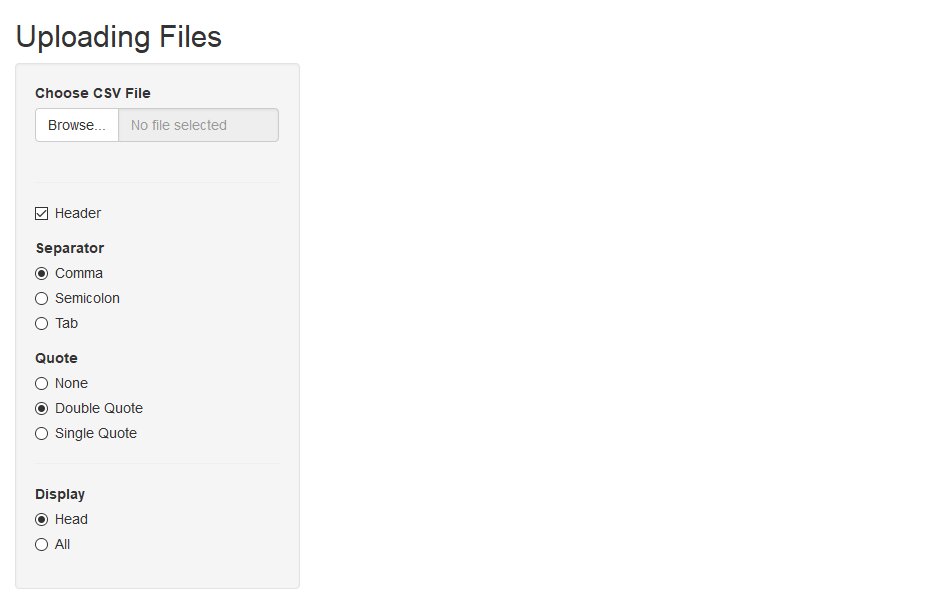 Uploading Files
Choose CSV File
Browse... No file selected
Header
Separator
Comma
Semicolon
Tab
Quote
None
Double Quote
Single Quote
Display
Head
All